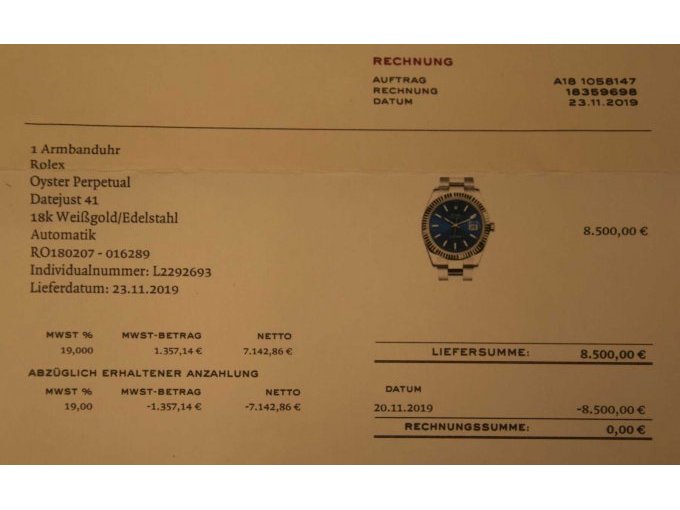 RECHNUNG
AUFTRAG A18 1058147
RECHNUNG 18359698
DATUM 23.11.2019
1 Armbanduhr
Rolex
Oyster Perpetual
Datejust 41
18k Weißgold/Edelstahl
Automatik
RO180207 - 016289
Individualnummer: L2292693
Lieferdatum: 23.11.2019
8.500,00 €
MWST % MWST-BETRAG NETTO
19,000 1.357,14 € 7.142,86 €
LIEFERSUMME: 8.500,00 €
ABZÜGLICH ERHALTENER ANZAHLUNG
MWST % MWST-BETRAG NETTO
19,00 -1.357,14 € -7.142,86 €
DATUM
20.11.2019 -8.500,00 €
RECHNUNGSSUMME: 0,00 €